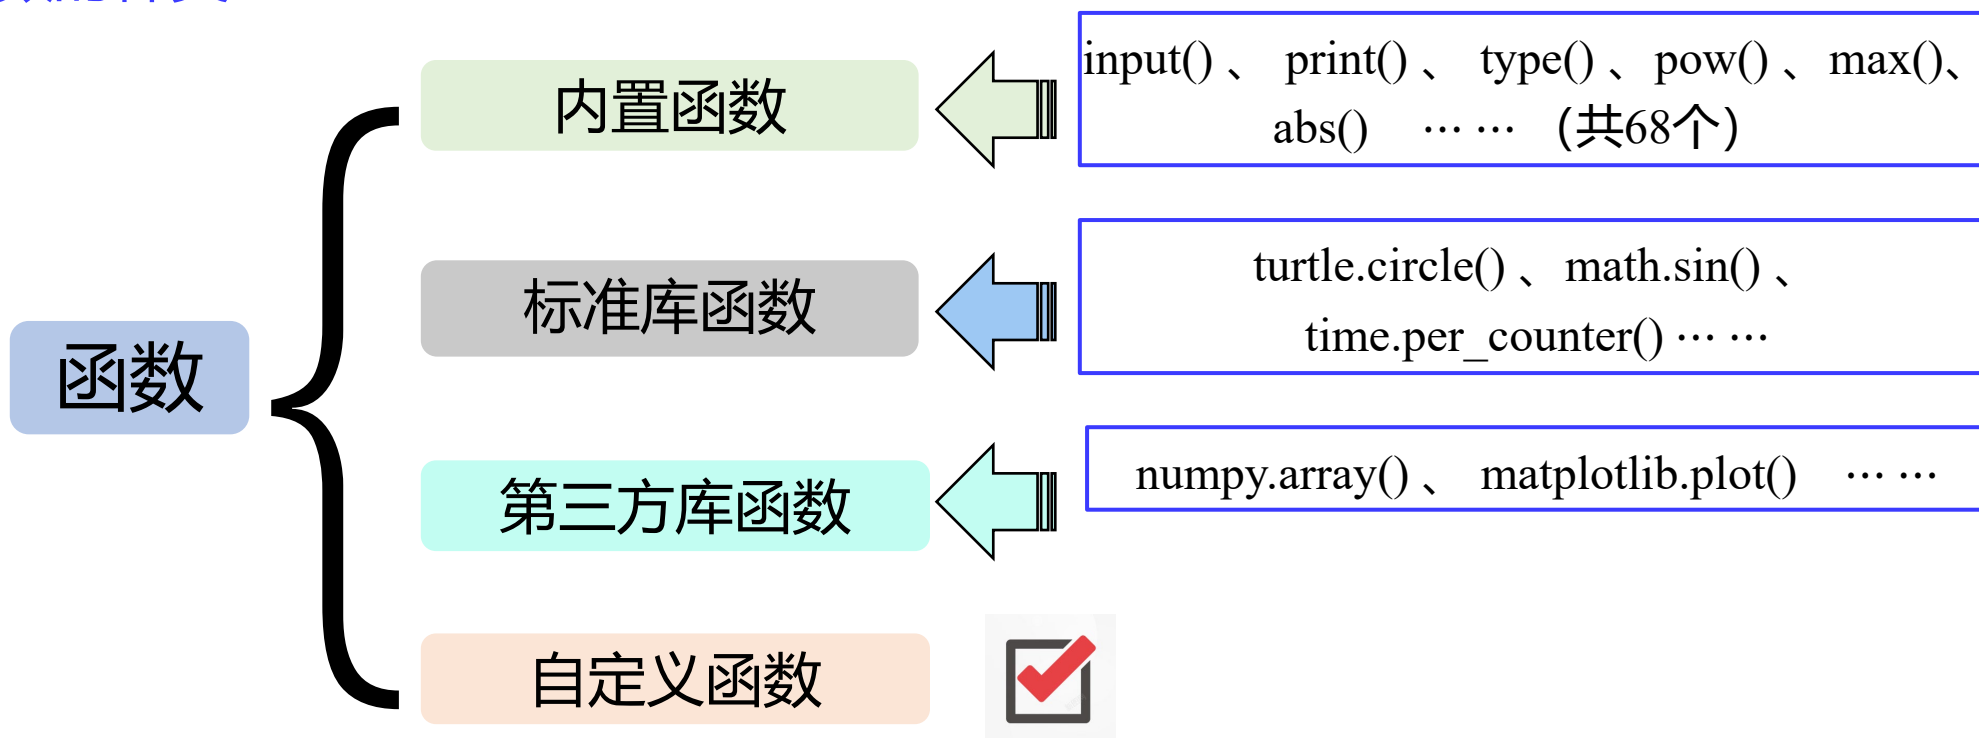 函数
内置函数
input() 、 print() 、 type() 、pow() 、max()、
abs() …… （共68个）
标准库函数
turtle.circle() 、math.sin() 、
time.per_counter() ……
第三方库函数
numpy.array() 、 matplotlib.plot() ……
自定义函数